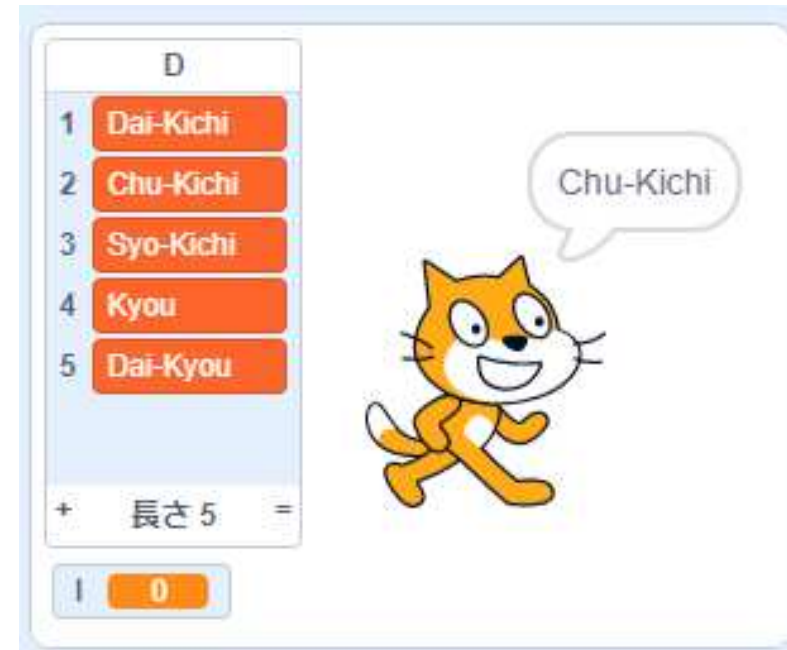 D
1 Dai-Kichi
2 Chu-Kichi
3 Syo-Kichi
4 Kyou
5 Dai-Kyou
+ 長さ 5 =
I 0
Chu-Kichi